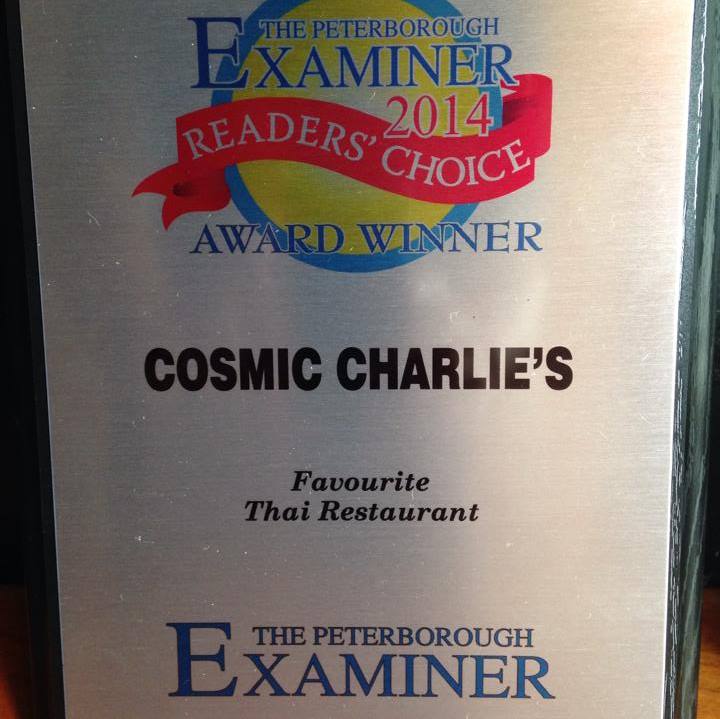 THE PETERBOROUGH
EXAMINER
2014
READERS' CHOICE
AWARD WINNER
COSMIC CHARLIE'S
Favourite
Thai Restaurant
THE PETERBOROUGH
EXAMINER